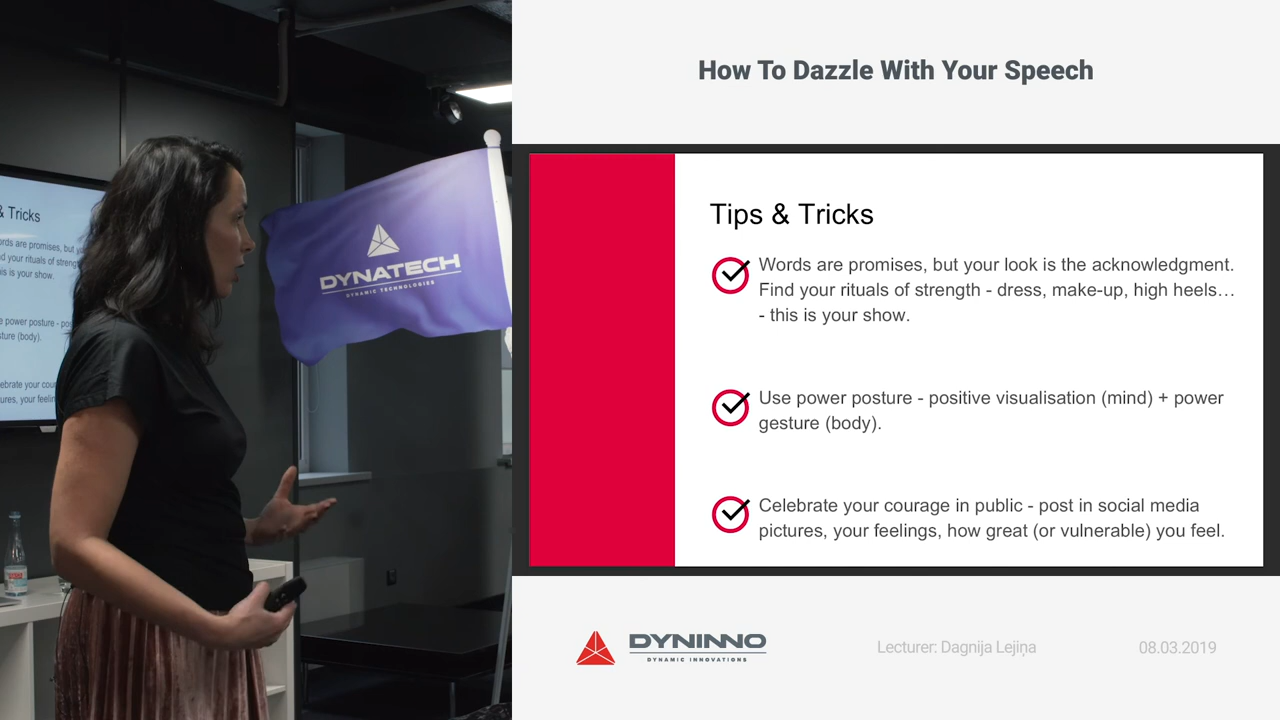 How To Dazzle With Your Speech
& Tricks
DYNATECH
DYNAMIC TECHNOLOGIES
Tips & Tricks
Words are promises, but your look is the acknowledgment.
Find your rituals of strength - dress, make-up, high heels…
- this is your show.
Use power posture - positive visualisation (mind) + power
gesture (body).
Celebrate your courage in public - post in social media
pictures, your feelings, how great (or vulnerable) you feel.
DYNINNO
DYNAMIC INNOVATIONS
Lecturer: Dagnija Lejiņa
08.03.2019